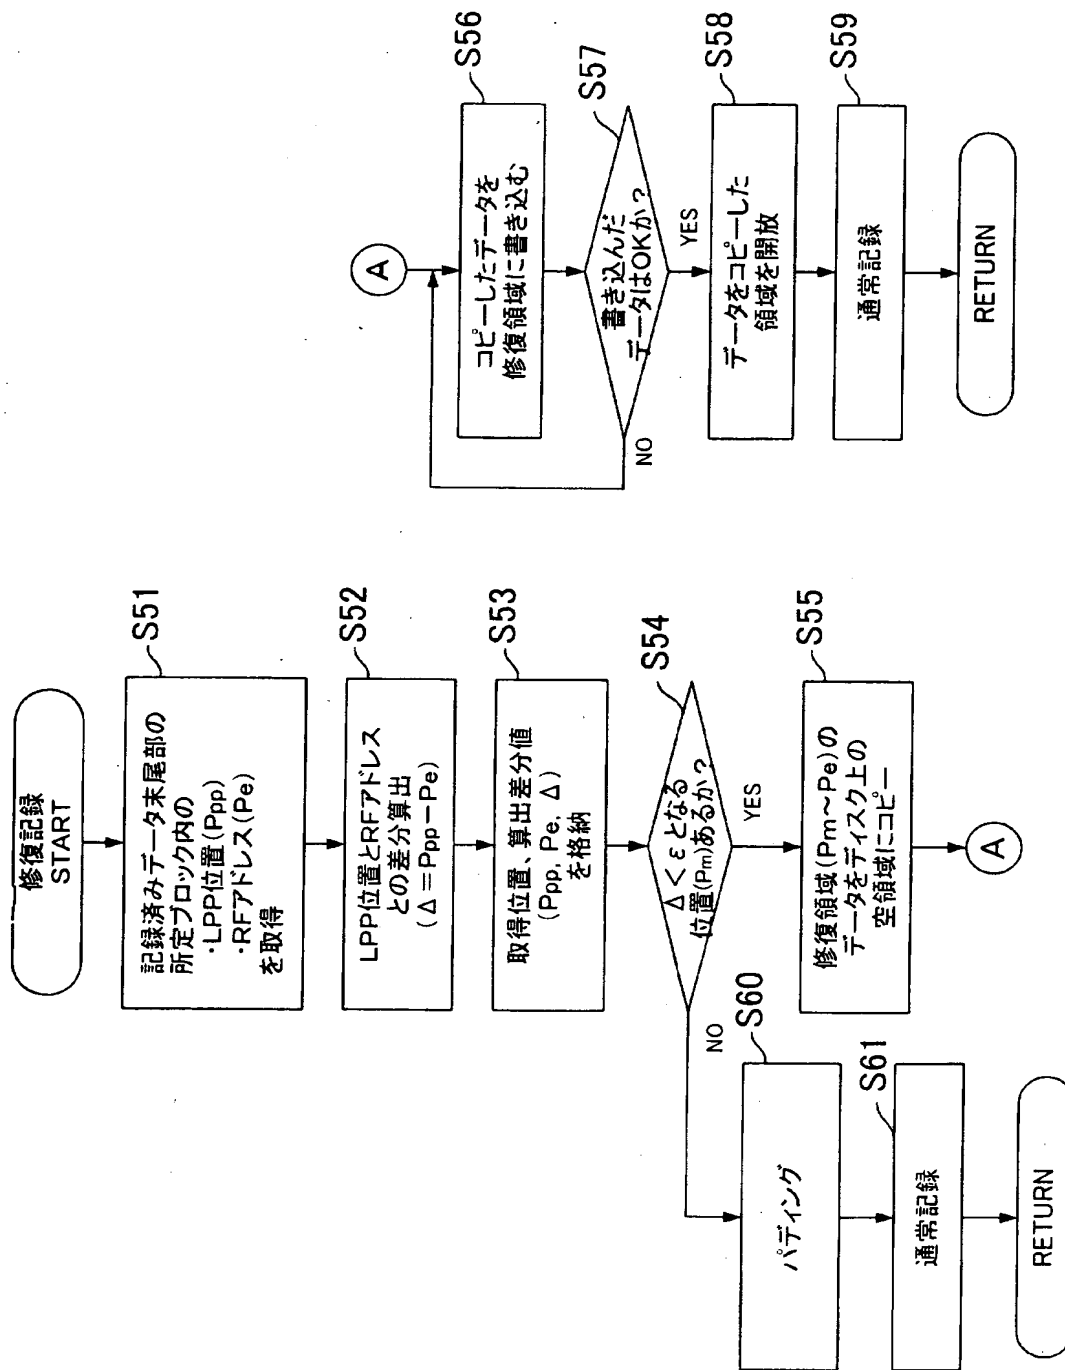 修復記録
START
記録済みデータ末尾部の
所定ブロック内の
・LPP位置(Ppp)
・RFアドレス(Pe)
を取得
S51
LPP位置とRFアドレス
との差分算出
(Δ=Ppp−Pe)
S52
取得位置、算出差分値
(Ppp, Pe, Δ)
を格納
S53
Δ<εとなる
位置(Pm)あるか?
S54
YES
NO
修復領域(Pm~Pe)の
データをディスク上の
空領域にコピー
S55
A
パディング
S60
通常記録
S61
RETURN
A
コピーしたデータを
修復領域に書き込む
S56
書き込んだ
データはOKか?
S57
YES
NO
データをコピーした
領域を開放
S58
通常記録
S59
RETURN